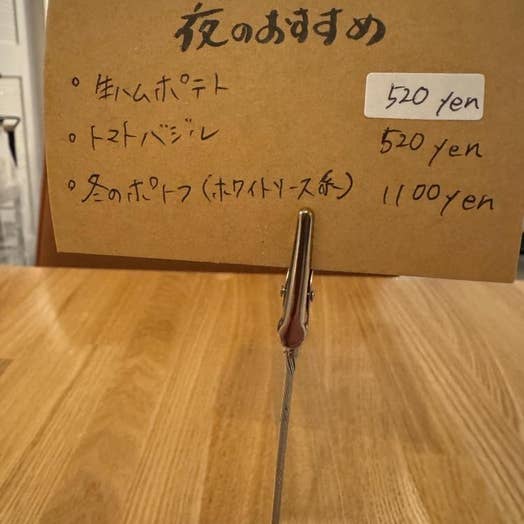 夜のおすすめ
° 生ハムポテト 520 yen
° トマトバジル 520 yen
° 冬のポトフ (ホワイトソース系) 1100 yen